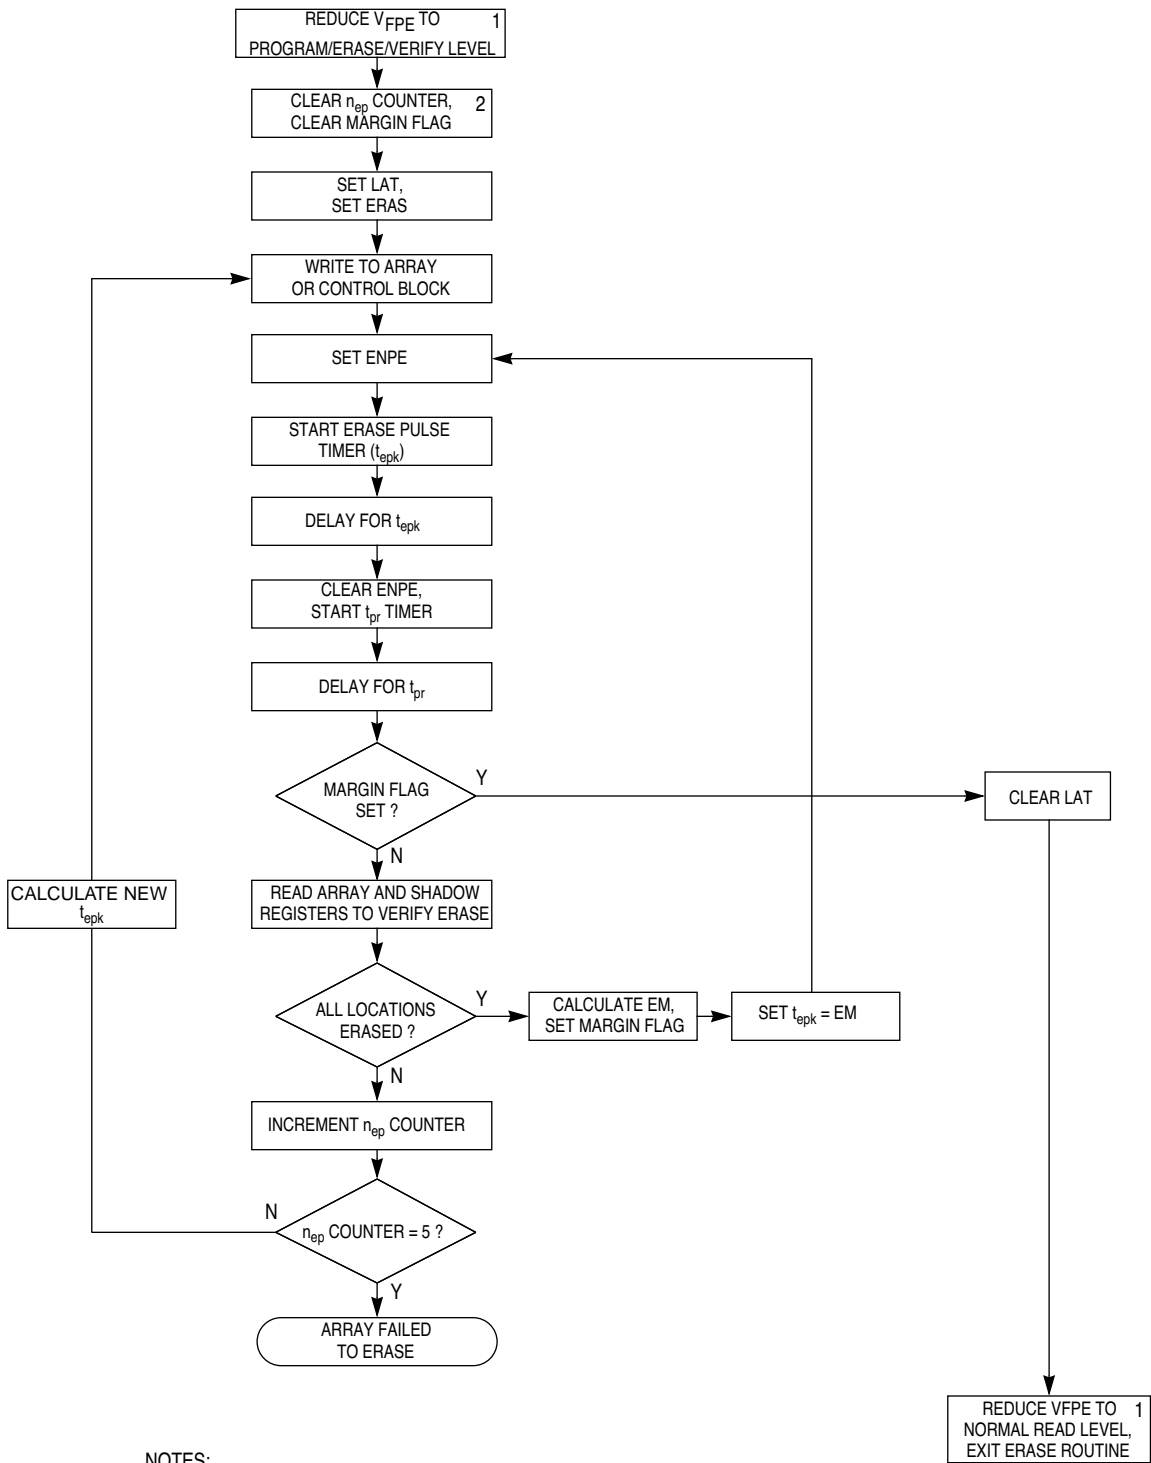 REDUCE VFPE TO 1
PROGRAM/ERASE/VERIFY LEVEL
CLEAR nep COUNTER, 2
CLEAR MARGIN FLAG
SET LAT,
SET ERAS
WRITE TO ARRAY
OR CONTROL BLOCK
SET ENPE
START ERASE PULSE
TIMER (tepk)
DELAY FOR tepk
CLEAR ENPE,
START tpr TIMER
DELAY FOR tpr
MARGIN FLAG
SET ?
Y
CLEAR LAT
N
CALCULATE NEW
tepk
READ ARRAY AND SHADOW
REGISTERS TO VERIFY ERASE
ALL LOCATIONS
ERASED ?
Y
CALCULATE EM,
SET MARGIN FLAG
SET tepk = EM
N
INCREMENT nep COUNTER
N
nep COUNTER = 5 ?
Y
ARRAY FAILED
TO ERASE
REDUCE VFPE TO 1
NORMAL READ LEVEL,
EXIT ERASE ROUTINE
NOTES: